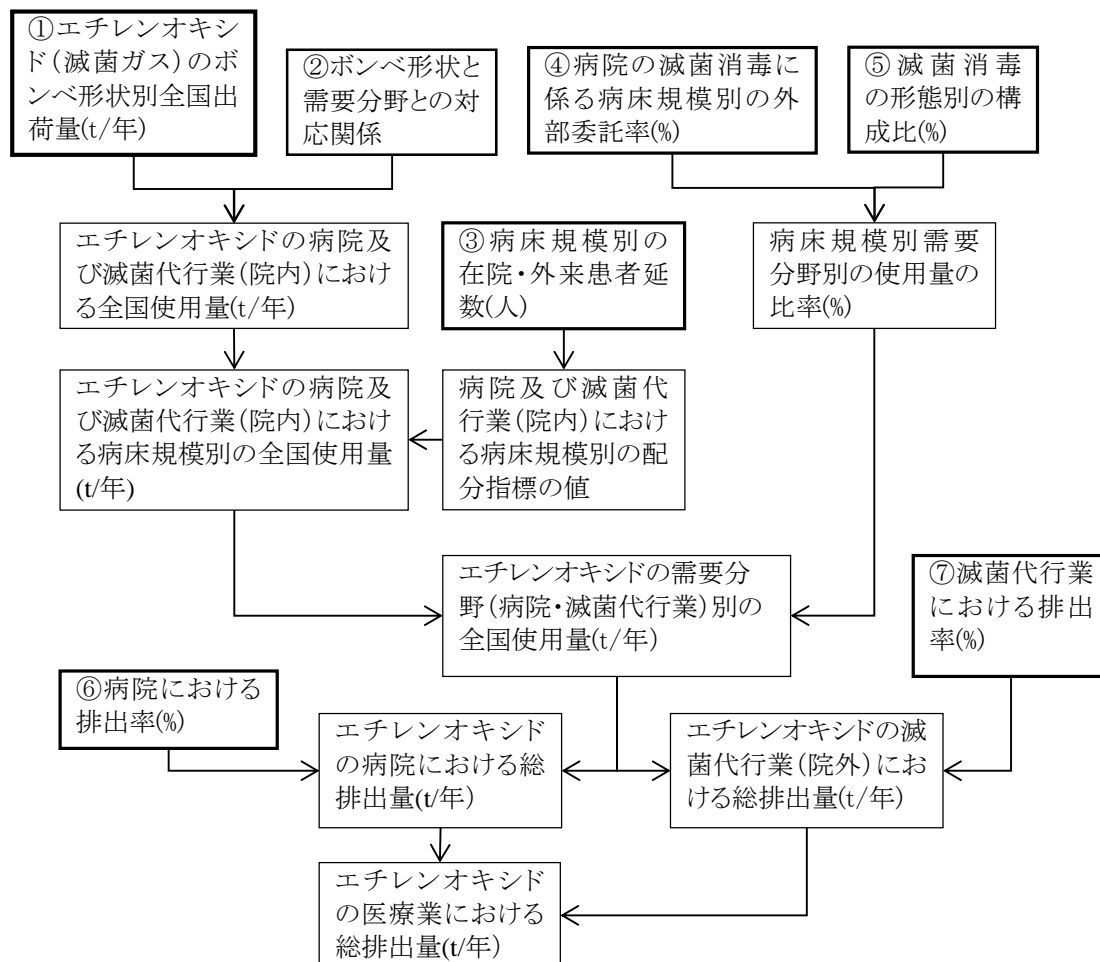 ①エチレンオキシ
ド(滅菌ガス)のボ
ンベ形状別全国出
荷量(t/年)
②ボンベ形状と
需要分野との対
応関係
④病院の滅菌消毒に
係る病床規模別の外
部委託率(%)
⑤滅菌消毒
の形態別の構
成比(%)
エチレンオキシドの病院及
び滅菌代行業(院内)におけ
る全国使用量(t/年)
③病床規模別の
在院・外来患者延
数(人)
病床規模別需要
分野別の使用量の
比率(%)
エチレンオキシドの病院及
び滅菌代行業(院内)におけ
る病床規模別の全国使用量
(t/年)
病院及び滅菌代
行業(院内)におけ
る病床規模別の配
分指標の値
エチレンオキシドの需要分
野(病院・滅菌代行業)別の
全国使用量(t/年)
⑦滅菌代行業
における排出
率(%)
⑥病院における
排出率(%)
エチレンオキシド
の病院における総
排出量(t/年)
エチレンオキシドの滅
菌代行業(院外)にお
ける総排出量(t/年)
エチレンオキシド
の医療業における
総排出量(t/年)